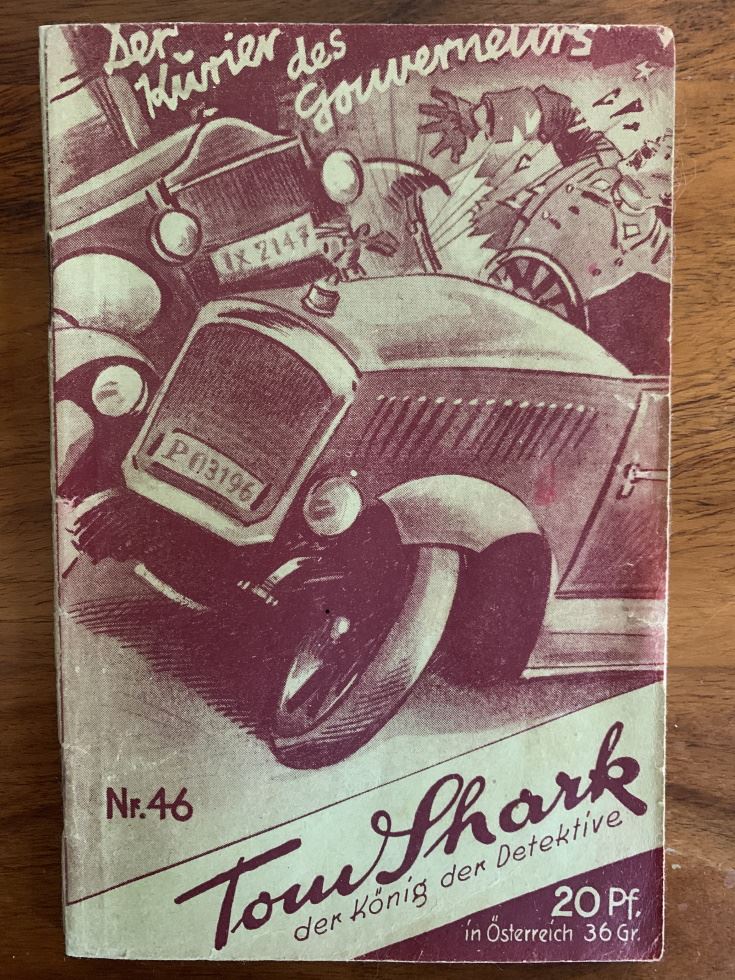 Der
Kurier des
Gouverneurs
IX 2147
P 03196
Nr. 46
Tom Shark
der König der Detektive
20 Pf.
in Österreich 36 Gr.